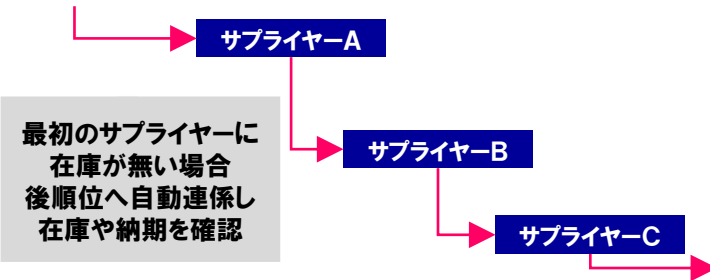 サプライヤーA
最初のサプライヤーに
在庫が無い場合
後順位へ自動連係し
在庫や納期を確認
サプライヤーB
サプライヤーC